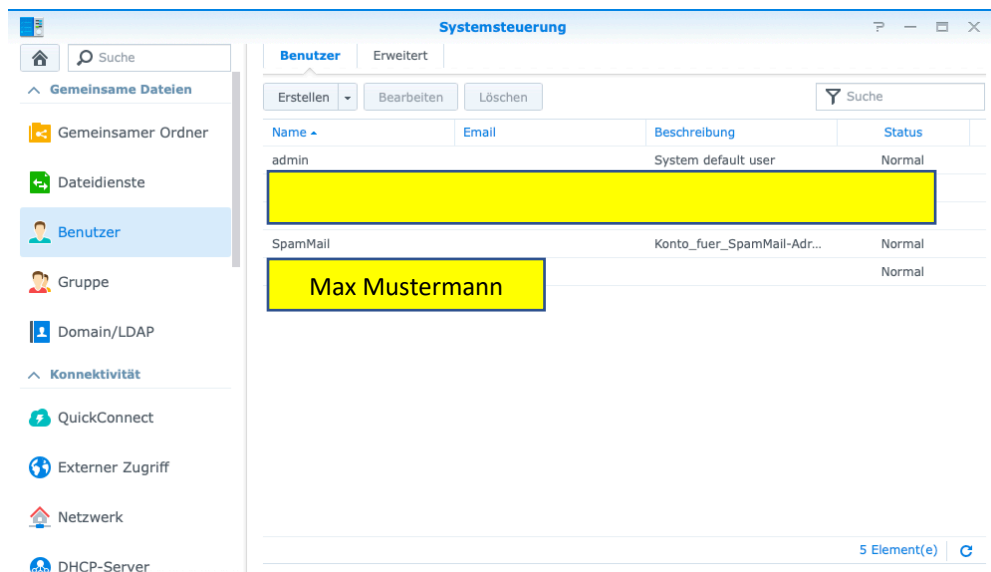 Systemsteuerung
Suche
Benutzer Erweitert
Gemeinsame Dateien
Erstellen Bearbeiten Löschen
Suche
Name Email Beschreibung Status
Gemeinsamer Ordner
admin System default user Normal
Dateidienste
Benutzer
SpamMail Konto_fuer_SpamMail-Adr... Normal
Normal
Gruppe
Max Mustermann
Domain/LDAP
Konnektivität
QuickConnect
Externer Zugriff
Netzwerk
5 Element(e)
DHCP-Server